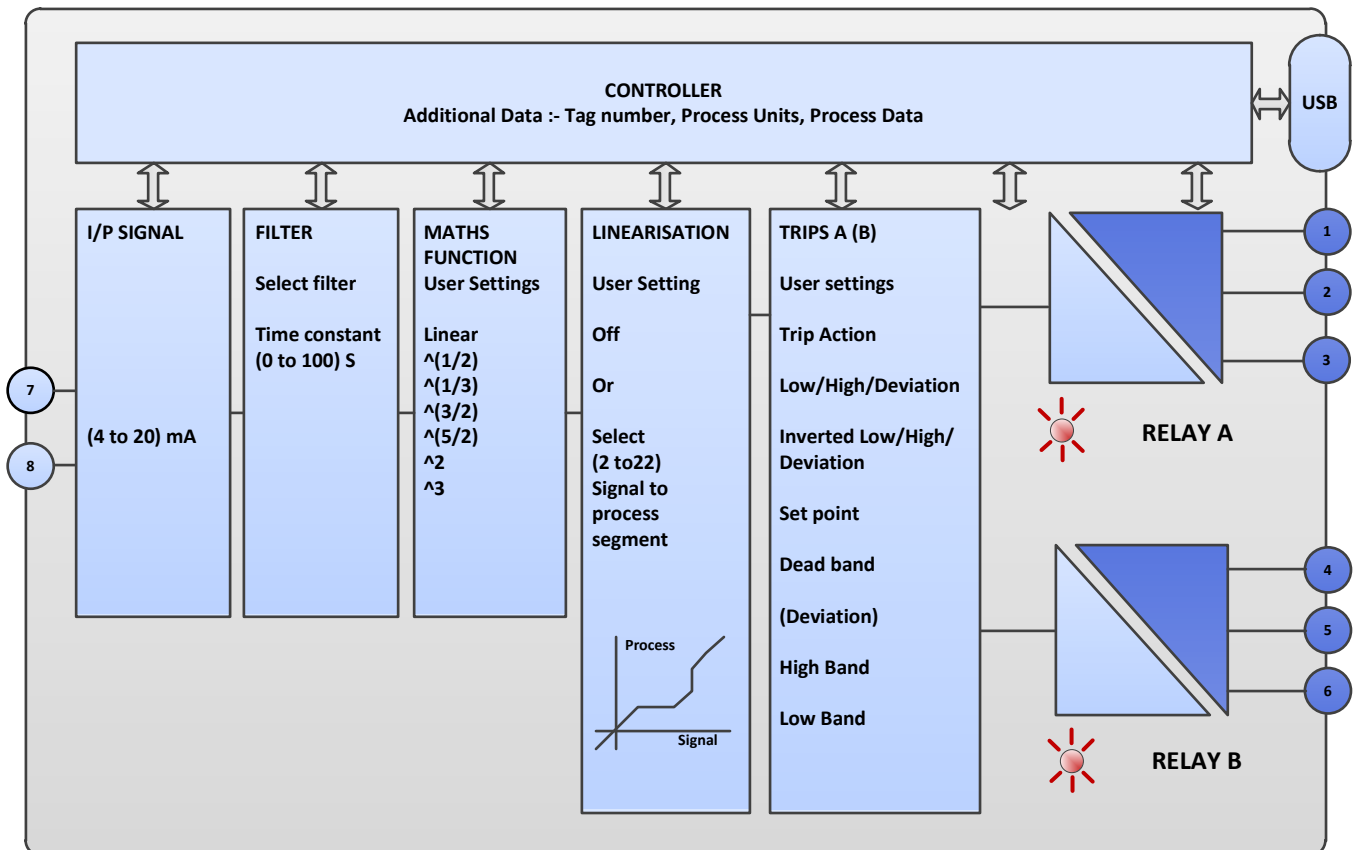 CONTROLLER
Additional Data :- Tag number, Process Units, Process Data
USB
I/P SIGNAL
(4 to 20) mA
7
8
FILTER
Select filter
Time constant
(0 to 100) S
MATHS
FUNCTION
User Settings
Linear
^(1/2)
^(1/3)
^(3/2)
^(5/2)
^2
^3
LINEARISATION
User Setting
Off
Or
Select
(2 to22)
Signal to
process
segment
Process
Signal
TRIPS A (B)
User settings
Trip Action
Low/High/Deviation
Inverted Low/High/
Deviation
Set point
Dead band
(Deviation)
High Band
Low Band
1
2
3
RELAY A
4
5
6
RELAY B